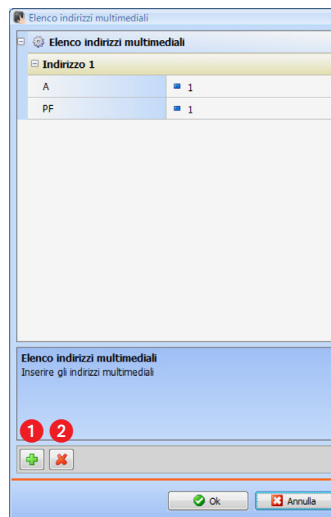 Elenco indirizzi multimediali
Elenco indirizzi multimediali
Indirizzo 1
A 1
PF 1
Elenco indirizzi multimediali
Inserire gli indirizzi multimediali
1 2
Ok Annulla